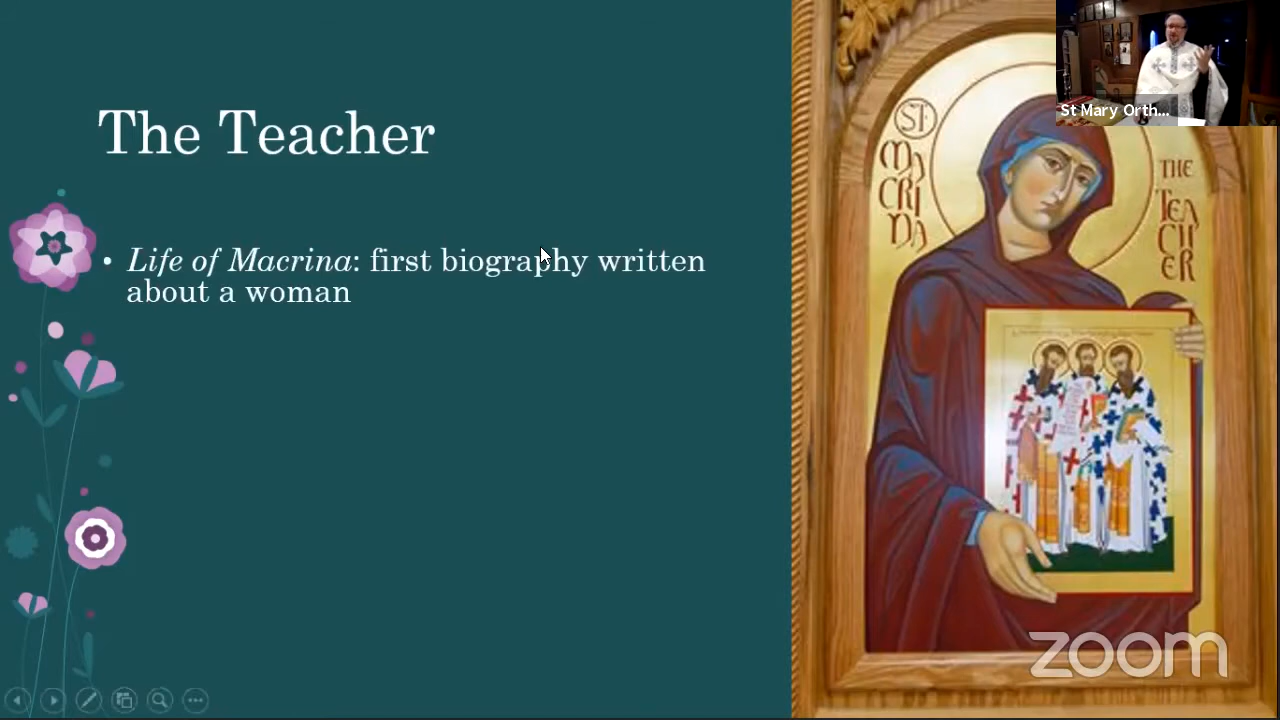 The Teacher
• Life of Macrina: first biography written
about a woman
ST
MA
CRI
NA
THE
TEA
CH
ER
St Mary Orth...
zoom